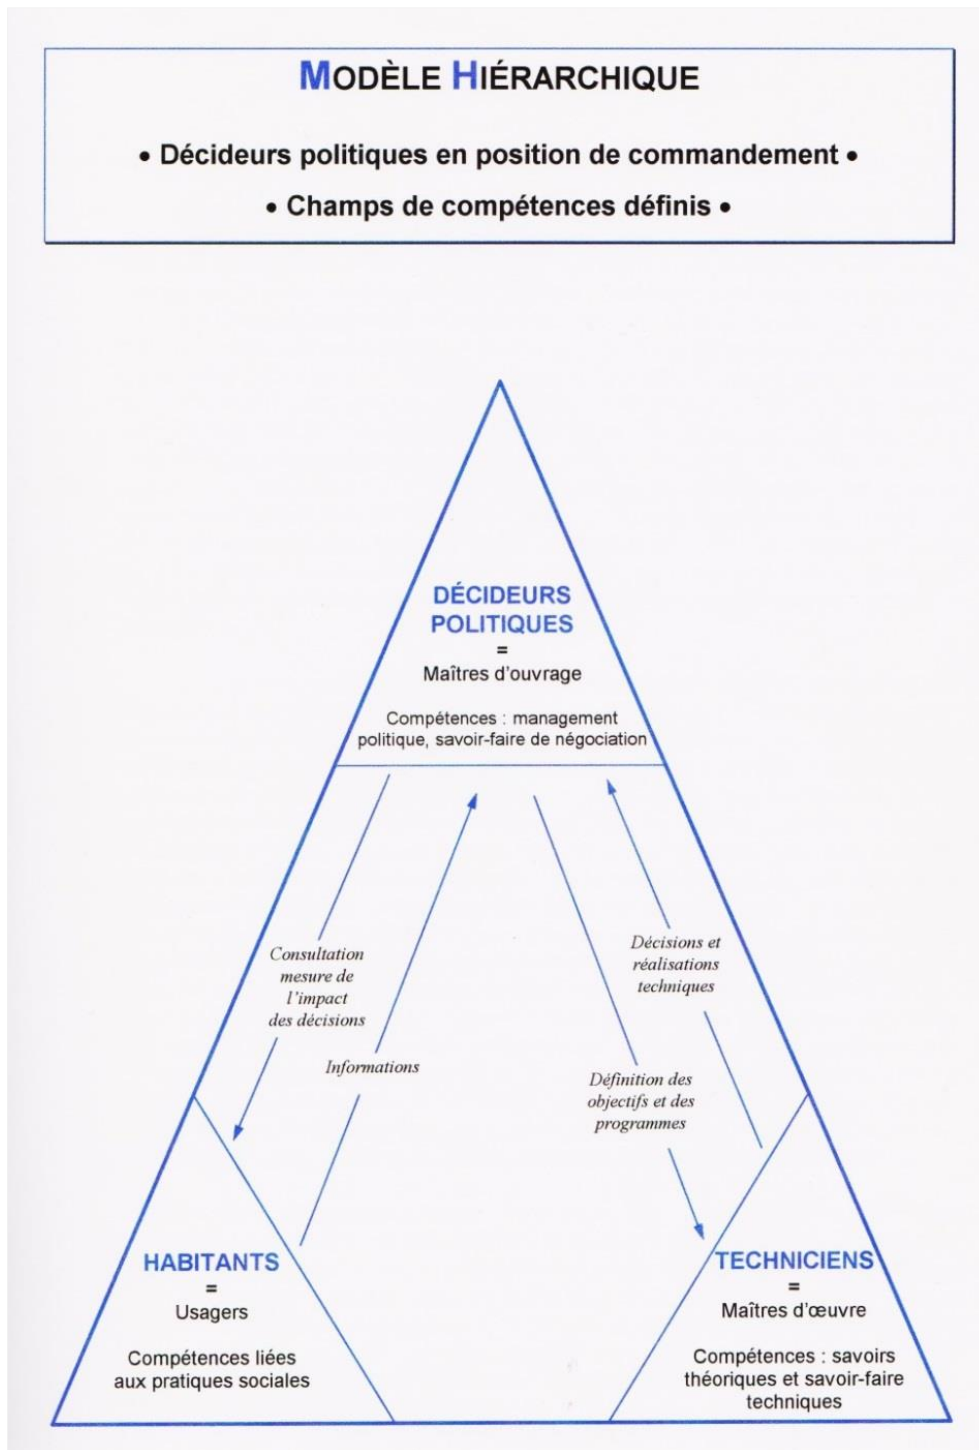 MODÈLE HIÉRARCHIQUE
• Décideurs politiques en position de commandement •
• Champs de compétences définis •
DÉCIDEURS
POLITIQUES
=
Maîtres d'ouvrage
Compétences : management
politique, savoir-faire de négociation
Consultation
mesure de
l'impact
des décisions
Informations
Décisions et
réalisations
techniques
Définition des
objectifs et des
programmes
HABITANTS
=
Usagers
Compétences liées
aux pratiques sociales
TECHNICIENS
=
Maîtres d'œuvre
Compétences : savoirs
théoriques et savoir-faire
techniques